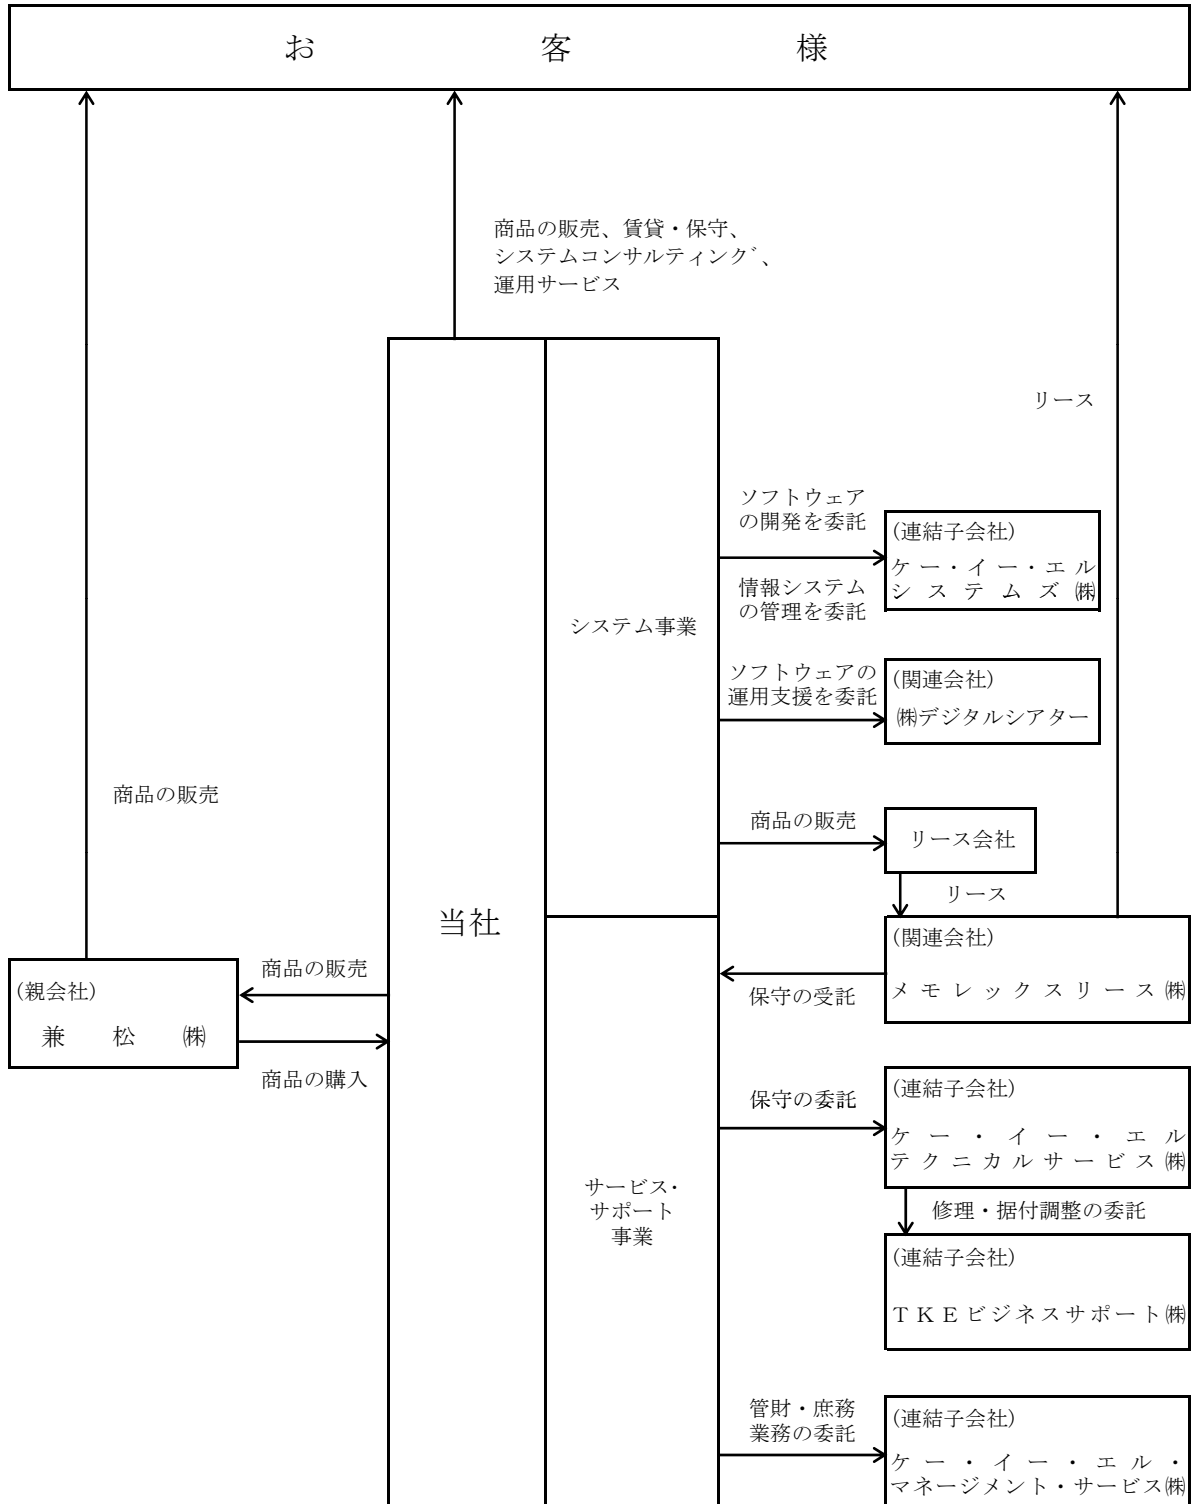 お客様
商品の販売、賃貸・保守、
システムコンサルティング、
運用サービス
リース
ソフトウェア
の開発を委託
(連結子会社)
ケー・イー・エル
システムズ㈱
情報システム
の管理を委託
システム事業
ソフトウェアの
運用支援を委託
(関連会社)
㈱デジタルシアター
商品の販売
商品の販売
リース会社
リース
当社
(関連会社)
メモレックスリース㈱
保守の受託
商品の販売
(親会社)
兼松㈱
商品の購入
保守の委託
(連結子会社)
ケー・イー・エル
テクニカルサービス㈱
サービス・
サポート
事業
修理・据付調整の委託
(連結子会社)
TKEビジネスサポート㈱
管財・庶務
業務の委託
(連結子会社)
ケー・イー・エル・
マネージメント・サービス㈱